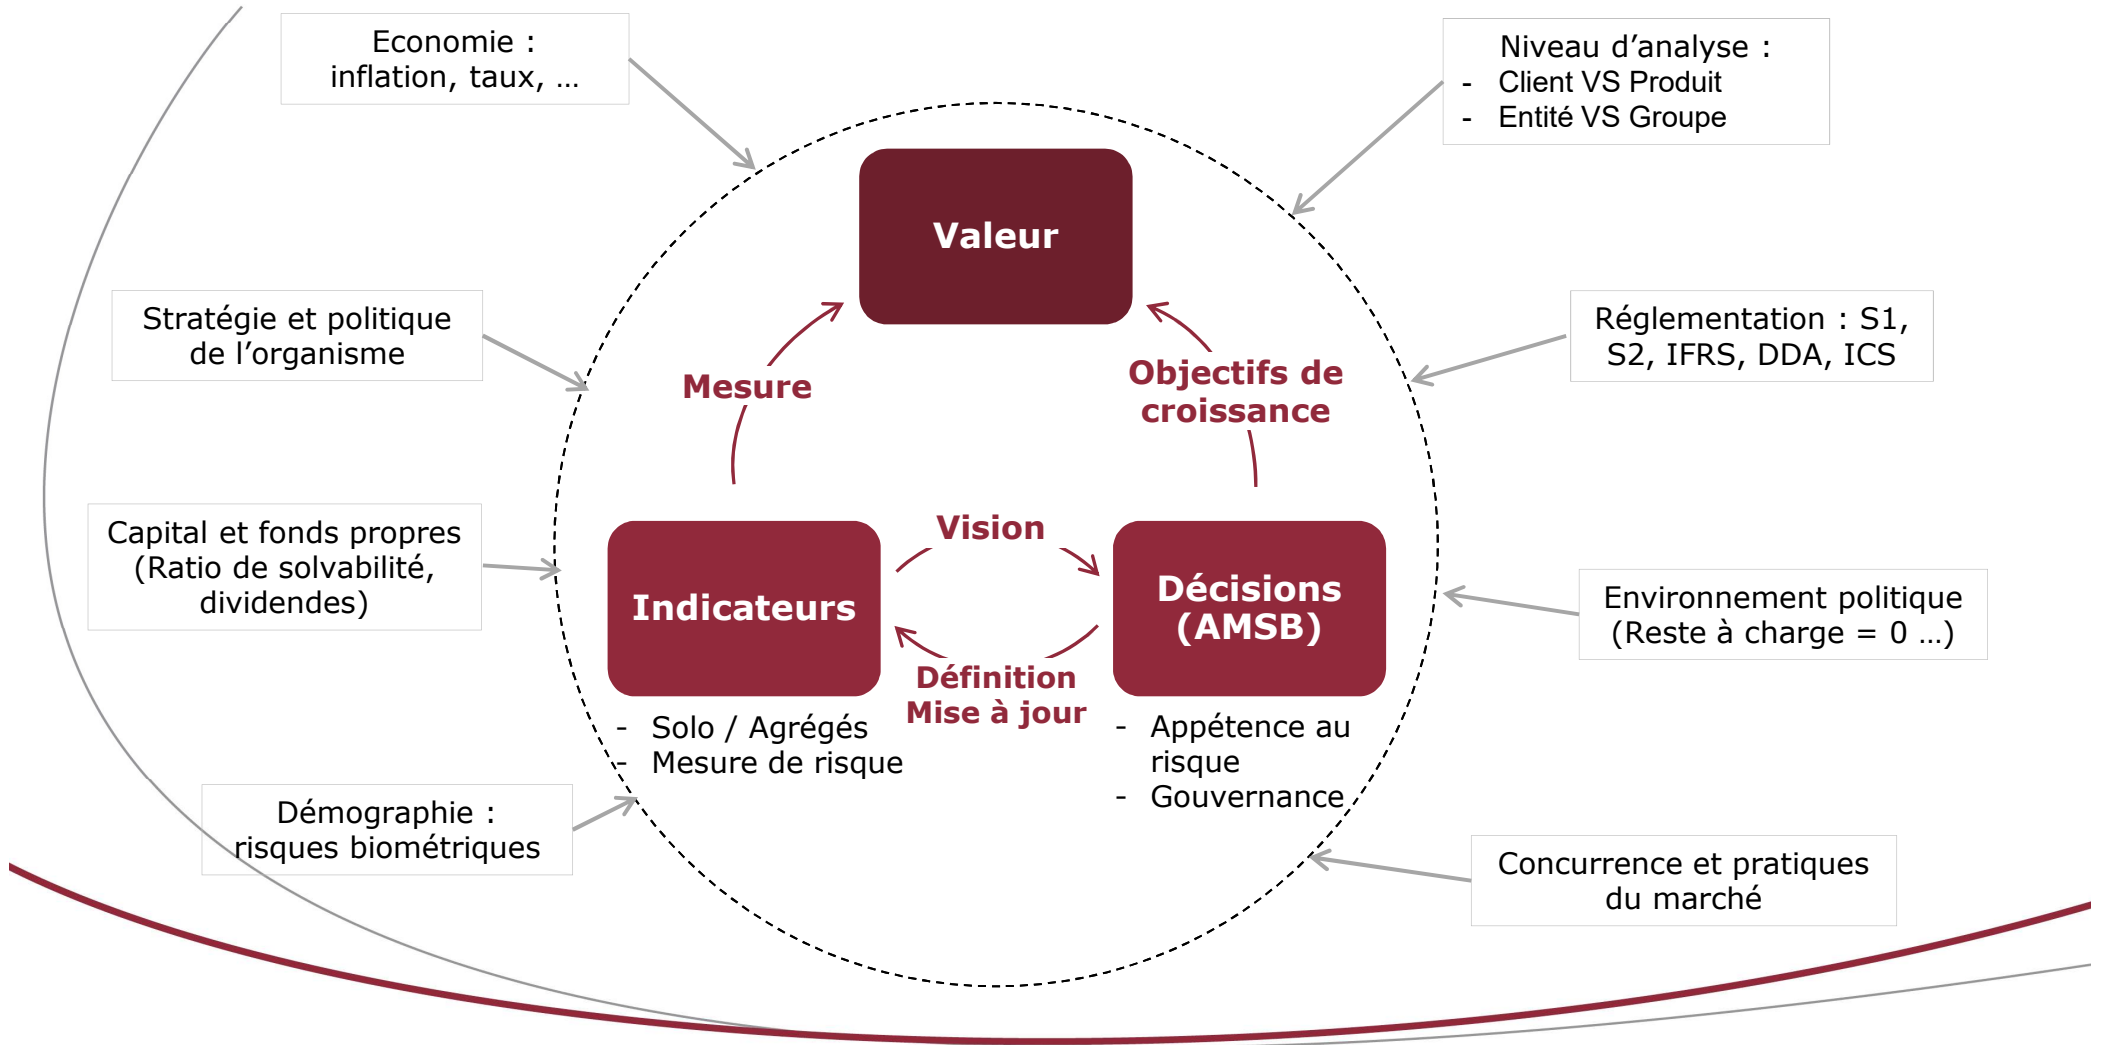 Economie :
inflation, taux, …
Niveau d’analyse :
- Client VS Produit
- Entité VS Groupe
Valeur
Stratégie et politique
de l’organisme
Réglementation : S1,
S2, IFRS, DDA, ICS
Mesure
Objectifs de
croissance
Capital et fonds propres
(Ratio de solvabilité,
dividendes)
Vision
Indicateurs
Décisions
(AMSB)
Environnement politique
(Reste à charge = 0 …)
Définition
Mise à jour
- Solo / Agrégés
- Mesure de risque
- Appétence au
risque
- Gouvernance
Démographie :
risques biométriques
Concurrence et pratiques
du marché